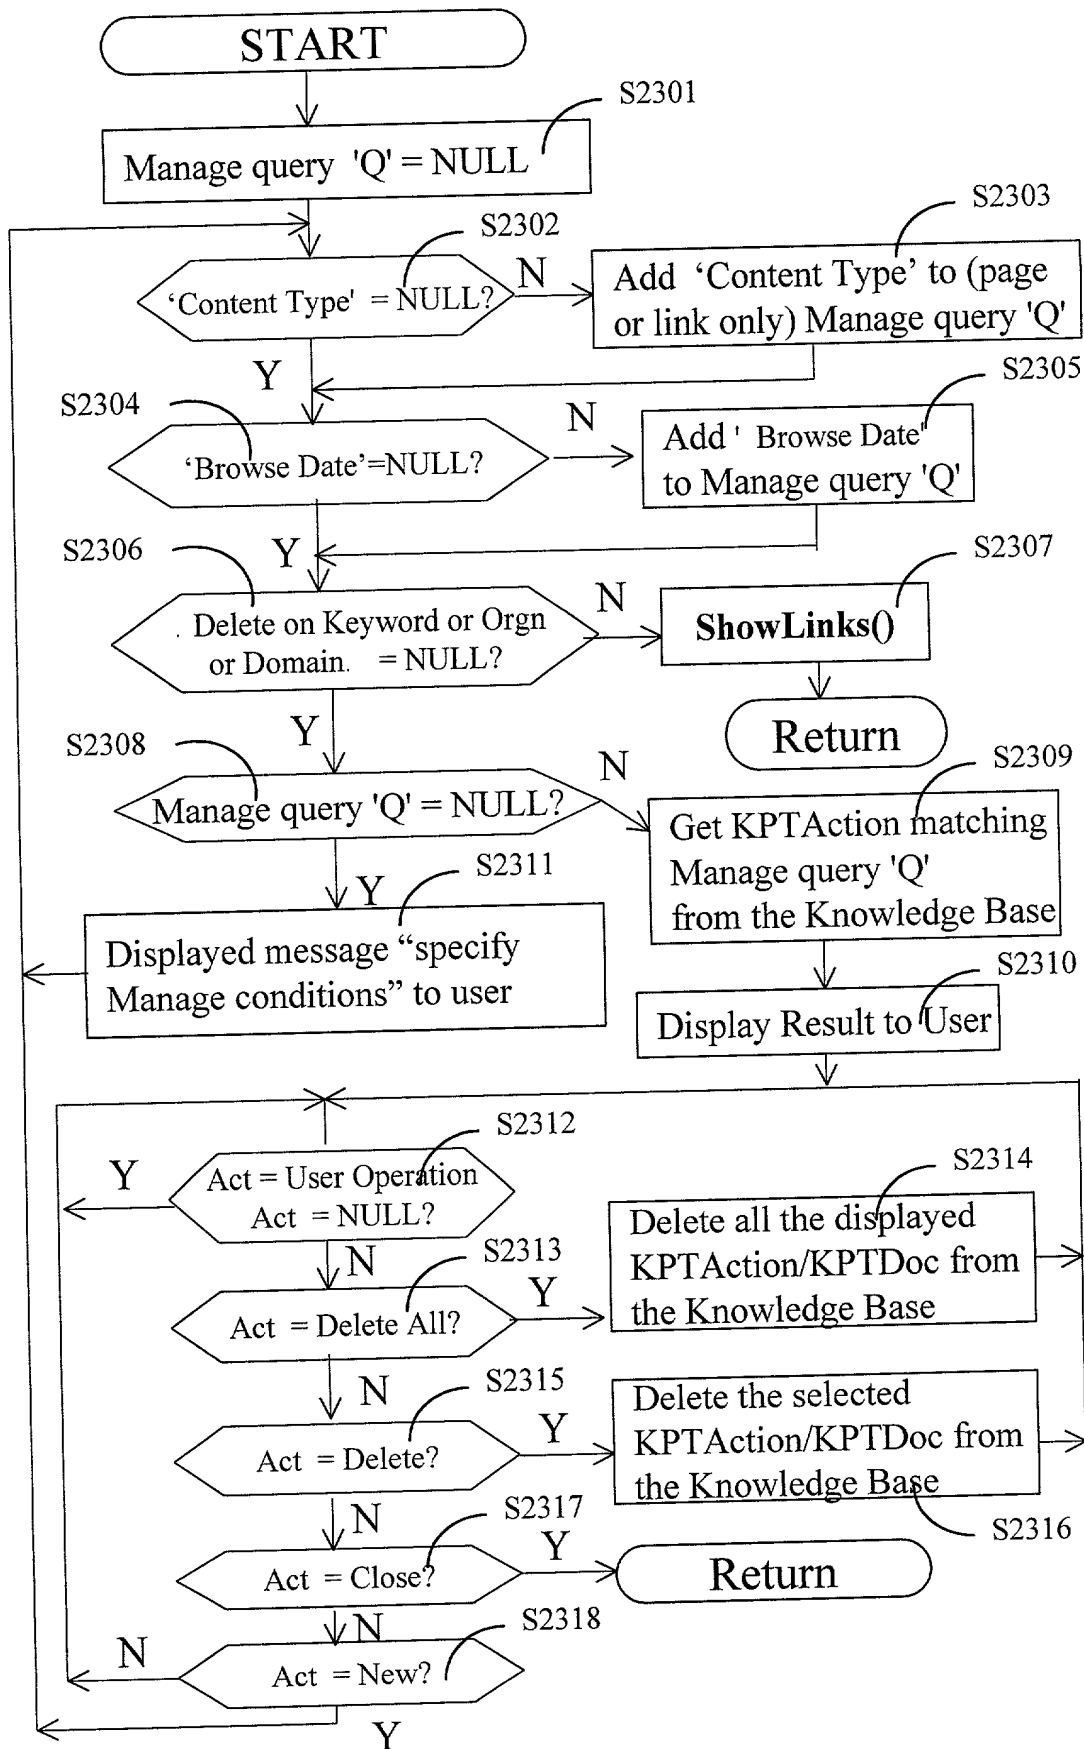 START
S2301
Manage query 'Q' = NULL
S2302
S2303
'Content Type' = NULL?
N
Add 'Content Type' to (page
or link only) Manage query 'Q'
Y
S2304
S2305
'Browse Date'=NULL?
N
Add ' Browse Date'
to Manage query 'Q'
Y
S2306
S2307
Delete on Keyword or Orgn
or Domain. = NULL?
N
ShowLinks()
Return
Y
S2308
S2309
Manage query 'Q' = NULL?
N
Get KPTAction matching
Manage query 'Q'
from the Knowledge Base
Y
S2311
Displayed message “specify
Manage conditions” to user
S2310
Display Result to User
S2312
Act = User Operation
Act = NULL?
Y
N
S2313
S2314
Act = Delete All?
Y
Delete all the displayed
KPTAction/KPTDoc from
the Knowledge Base
N
S2315
Act = Delete?
Y
Delete the selected
KPTAction/KPTDoc from
the Knowledge Base
S2316
N
S2317
Act = Close?
Y
Return
N
S2318
Act = New?
N
Y